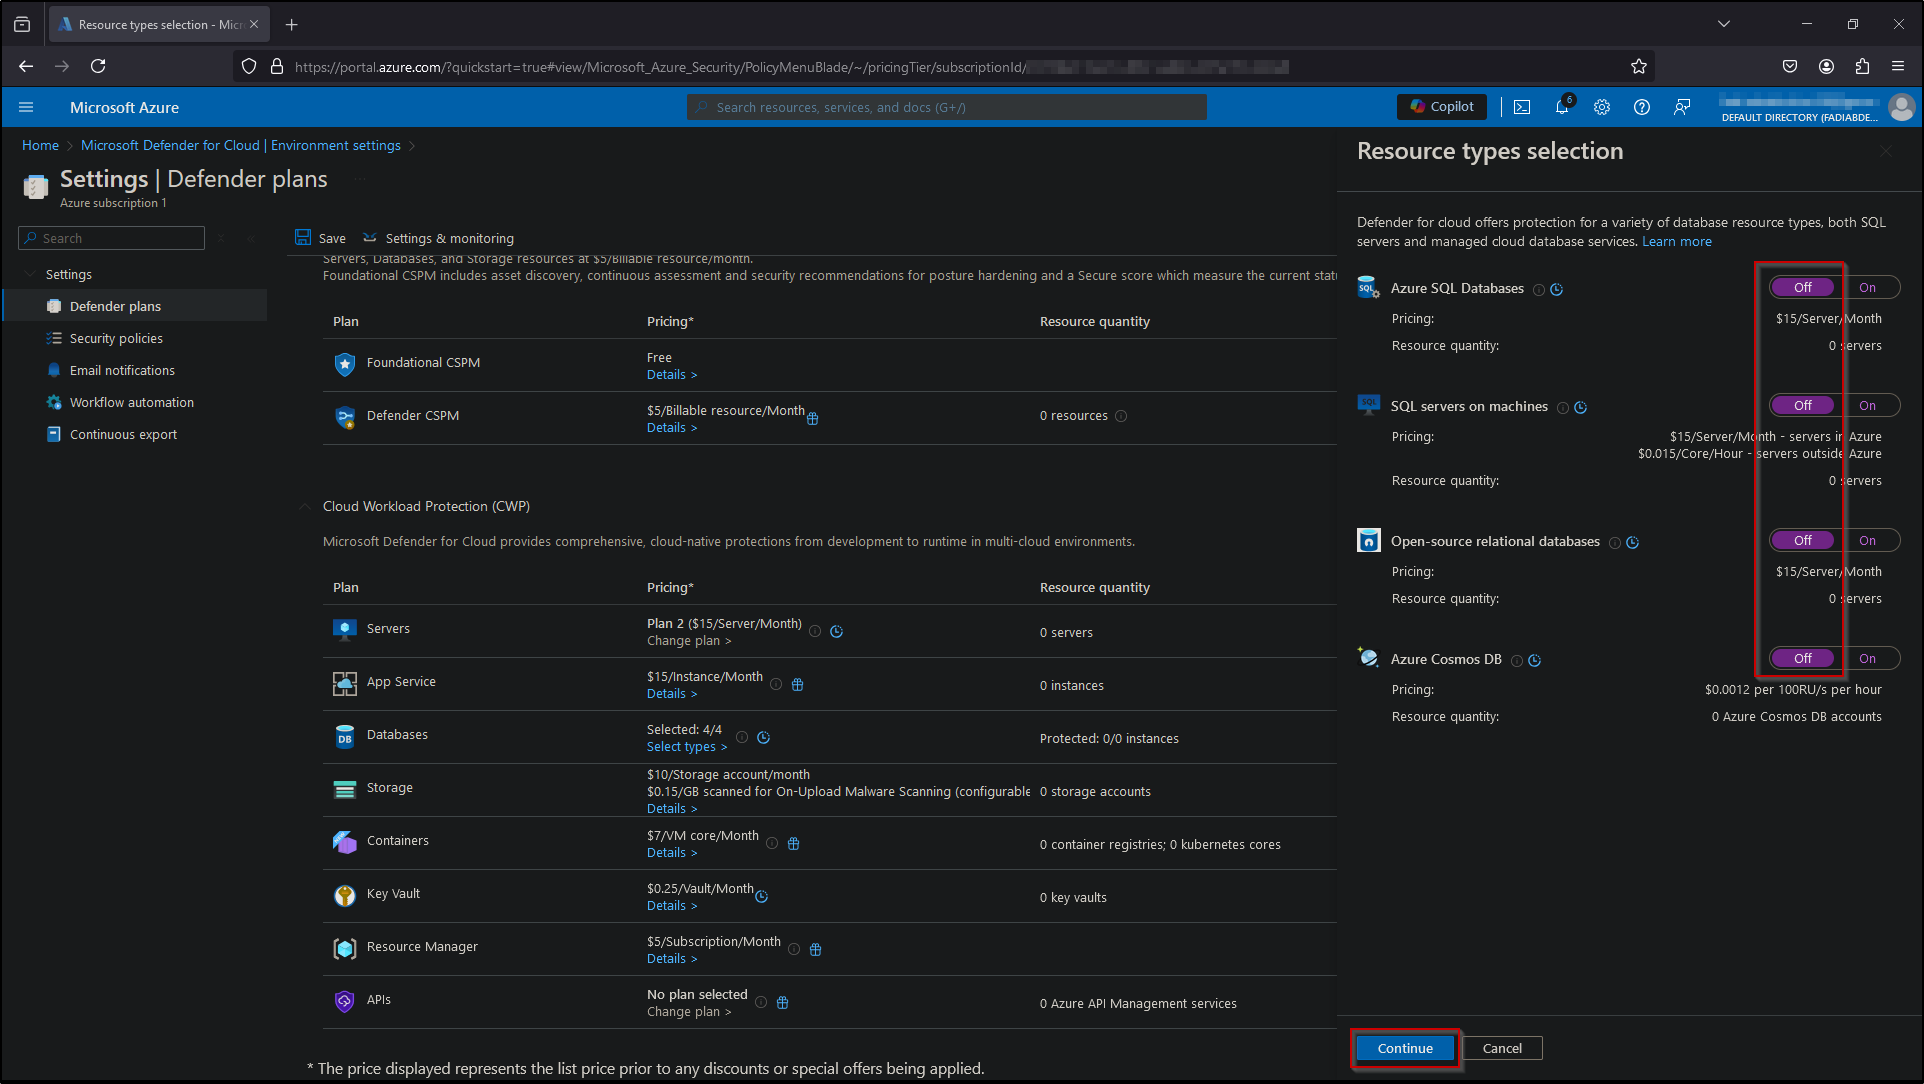 Resource types selection - Micr
https://portal.azure.com/?quickstart=true#view/Microsoft_Azure_Security/PolicyMenuBlade/~/pricingTier/subscriptionId/
Microsoft Azure
Search resources, services, and docs (G+/)
Copilot
6
DEFAULT DIRECTORY (FADIABDE...
Home > Microsoft Defender for Cloud | Environment settings >
Settings | Defender plans
Azure subscription 1
Search
Settings
Defender plans
Security policies
Email notifications
Workflow automation
Continuous export
Save
Settings & monitoring
Servers, Databases, and Storage resources at $5/Billable resource/month.
Foundational CSPM includes asset discovery, continuous assessment and security recommendations for posture hardening and a Secure score which measure the current statu
Plan Pricing* Resource quantity
Foundational CSPM Free
Details >
Defender CSPM $5/Billable resource/Month 0 resources
Details >
Cloud Workload Protection (CWP)
Microsoft Defender for Cloud provides comprehensive, cloud-native protections from development to runtime in multi-cloud environments.
Plan Pricing* Resource quantity
Servers Plan 2 ($15/Server/Month) 0 servers
Change plan >
App Service $15/Instance/Month 0 instances
Details >
Databases Selected: 4/4 Protected: 0/0 instances
Select types >
Storage $10/Storage account/month
$0.15/GB scanned for On-Upload Malware Scanning (configurable 0 storage accounts
Details >
Containers $7/VM core/Month 0 container registries; 0 kubernetes cores
Details >
Key Vault $0.25/Vault/Month 0 key vaults
Details >
Resource Manager $5/Subscription/Month
Details >
APIs No plan selected 0 Azure API Management services
Change plan >
* The price displayed represents the list price prior to any discounts or special offers being applied.
Resource types selection
Defender for cloud offers protection for a variety of database resource types, both SQL
servers and managed cloud database services. Learn more
SQL
Azure SQL Databases Off On
Pricing: $15/Server/Month
Resource quantity: 0 servers
SQL
SQL servers on machines Off On
Pricing: $15/Server/Month - servers in Azure
$0.015/Core/Hour - servers outside Azure
Resource quantity: 0 servers
Open-source relational databases Off On
Pricing: $15/Server/Month
Resource quantity: 0 servers
Azure Cosmos DB Off On
Pricing: $0.0012 per 100RU/s per hour
Resource quantity: 0 Azure Cosmos DB accounts
Continue Cancel